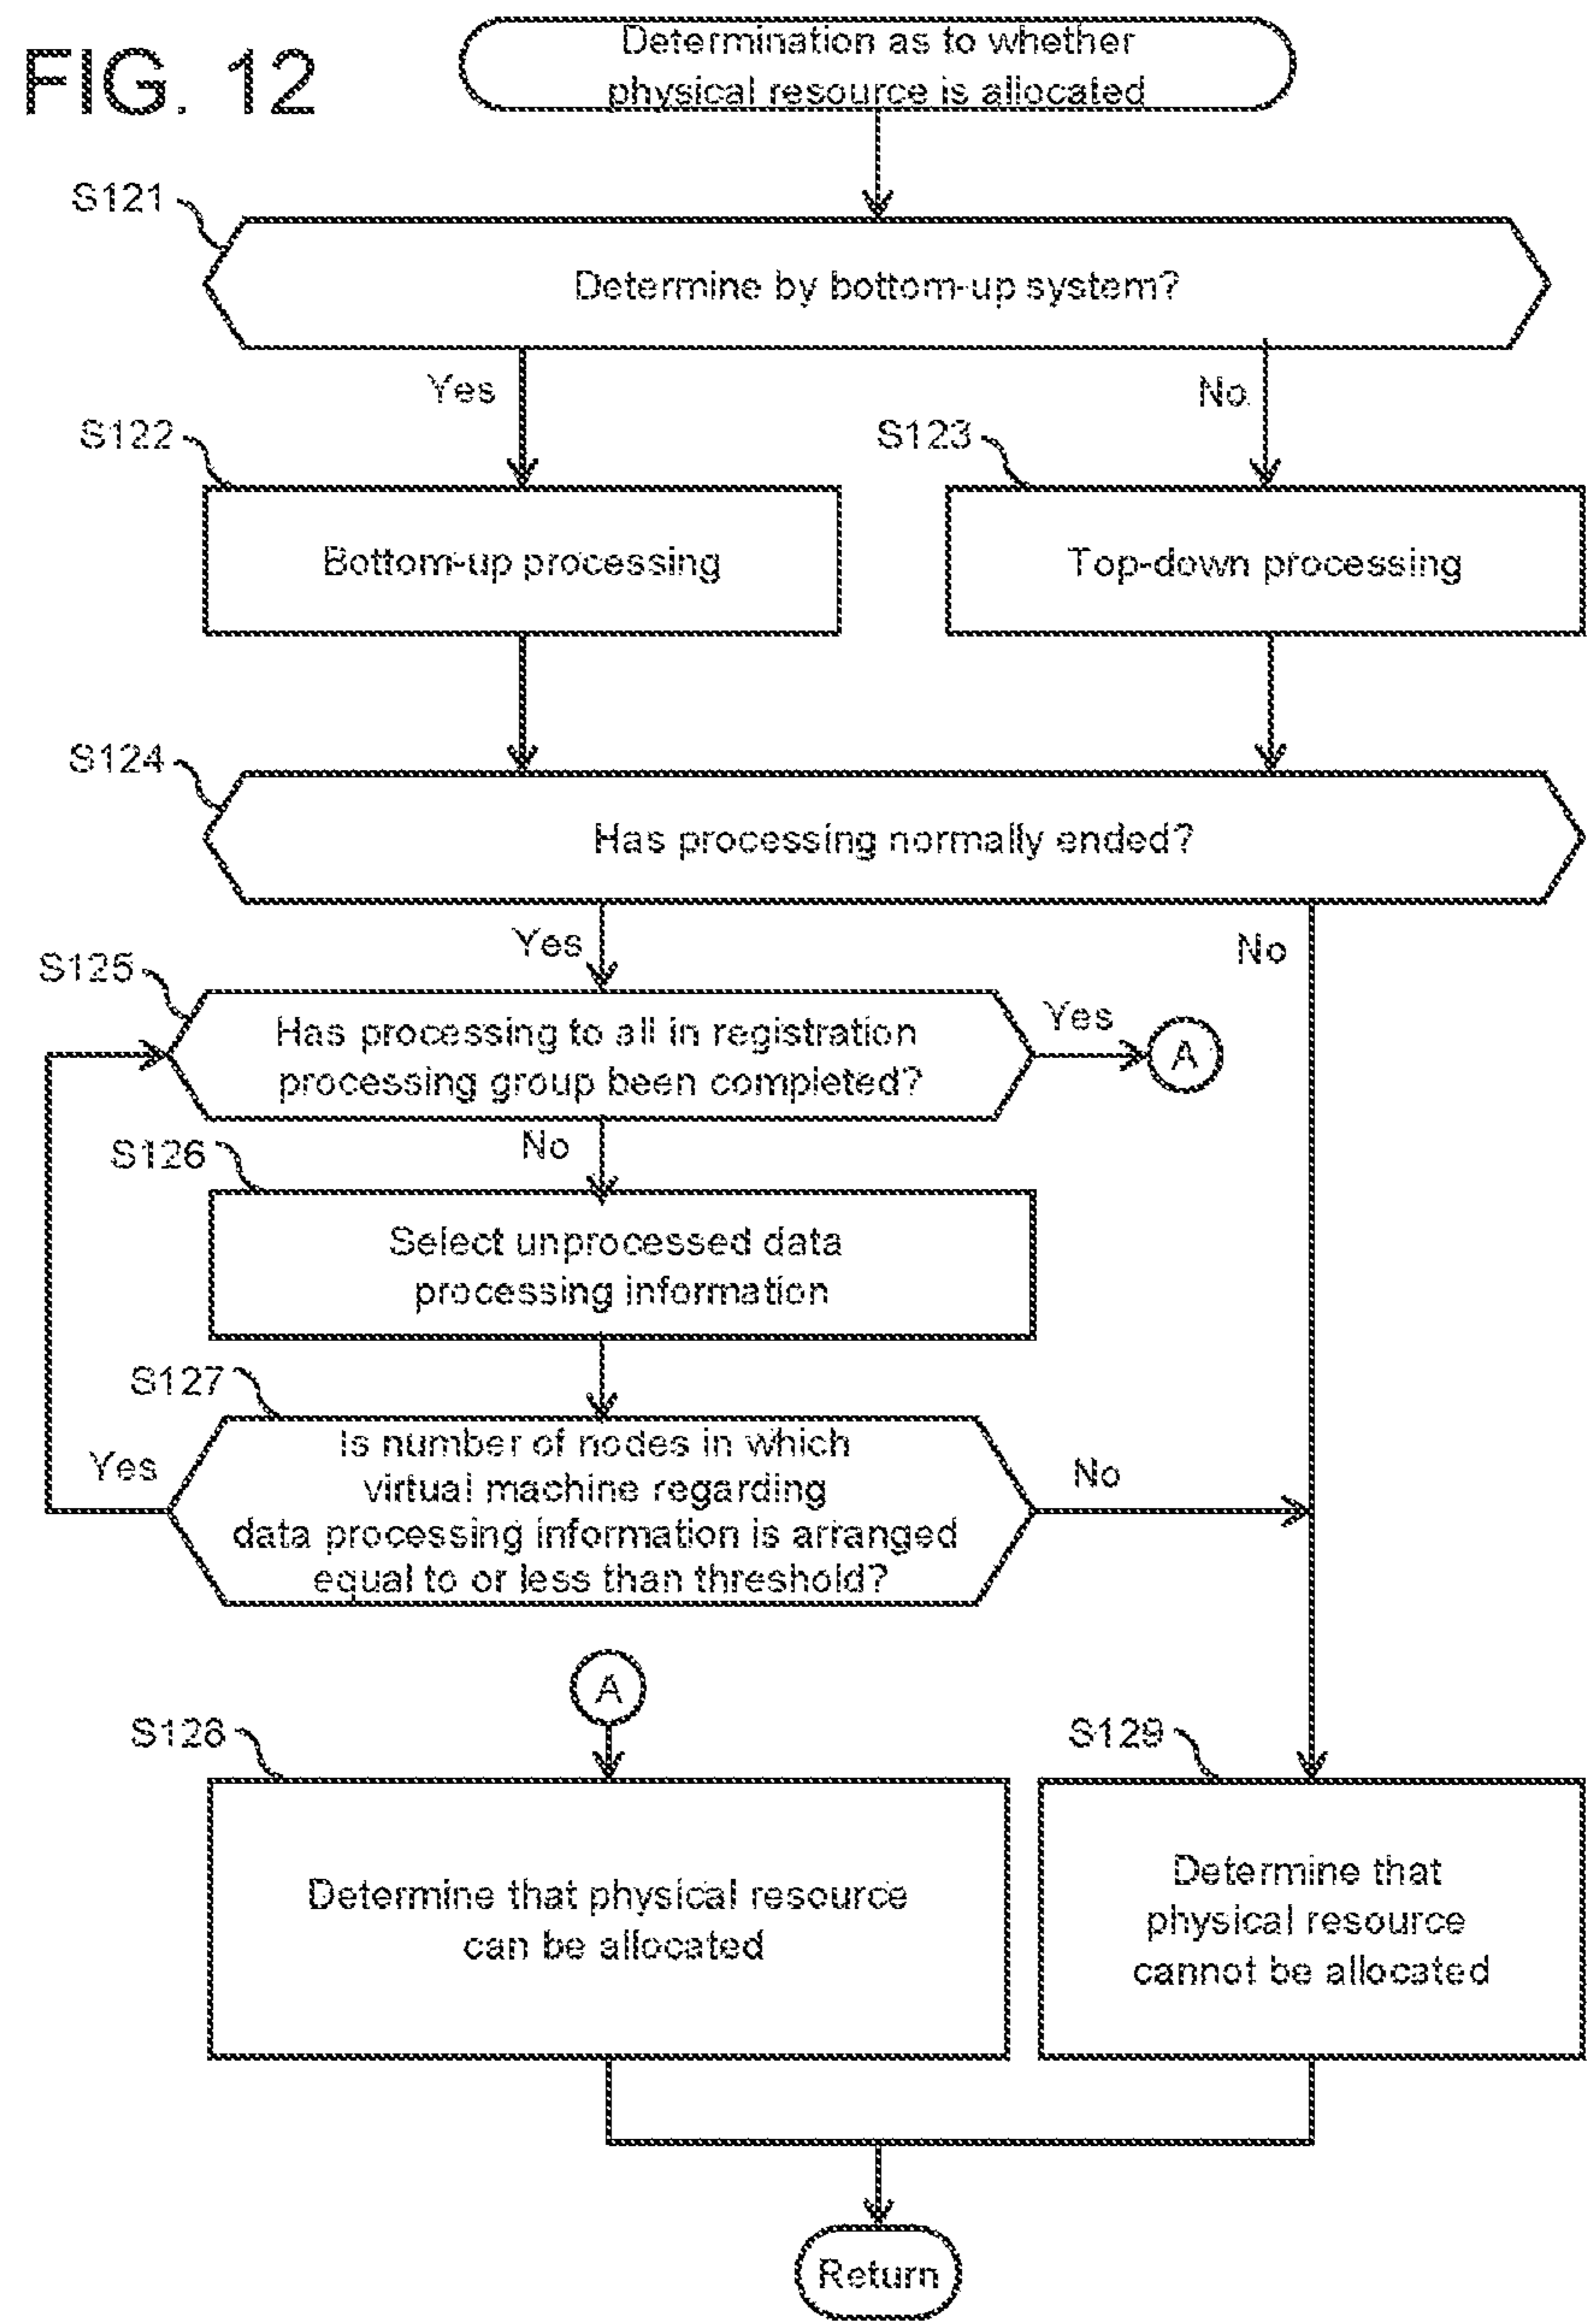 FIG. 12
Determination as to whether
physical resource is allocated
S121
Determine by bottom-up system?
Yes
No
S122
S123
Bottom-up processing
Top-down processing
S124
Has processing normally ended?
Yes
No
S125
Has processing to all in registration
processing group been completed?
Yes
A
No
S126
Select unprocessed data
processing information
S127
Is number of nodes in which
virtual machine regarding
data processing information is arranged
equal to or less than threshold?
Yes
No
A
S128
S129
Determine that physical resource
can be allocated
Determine that
physical resource
cannot be allocated
Return